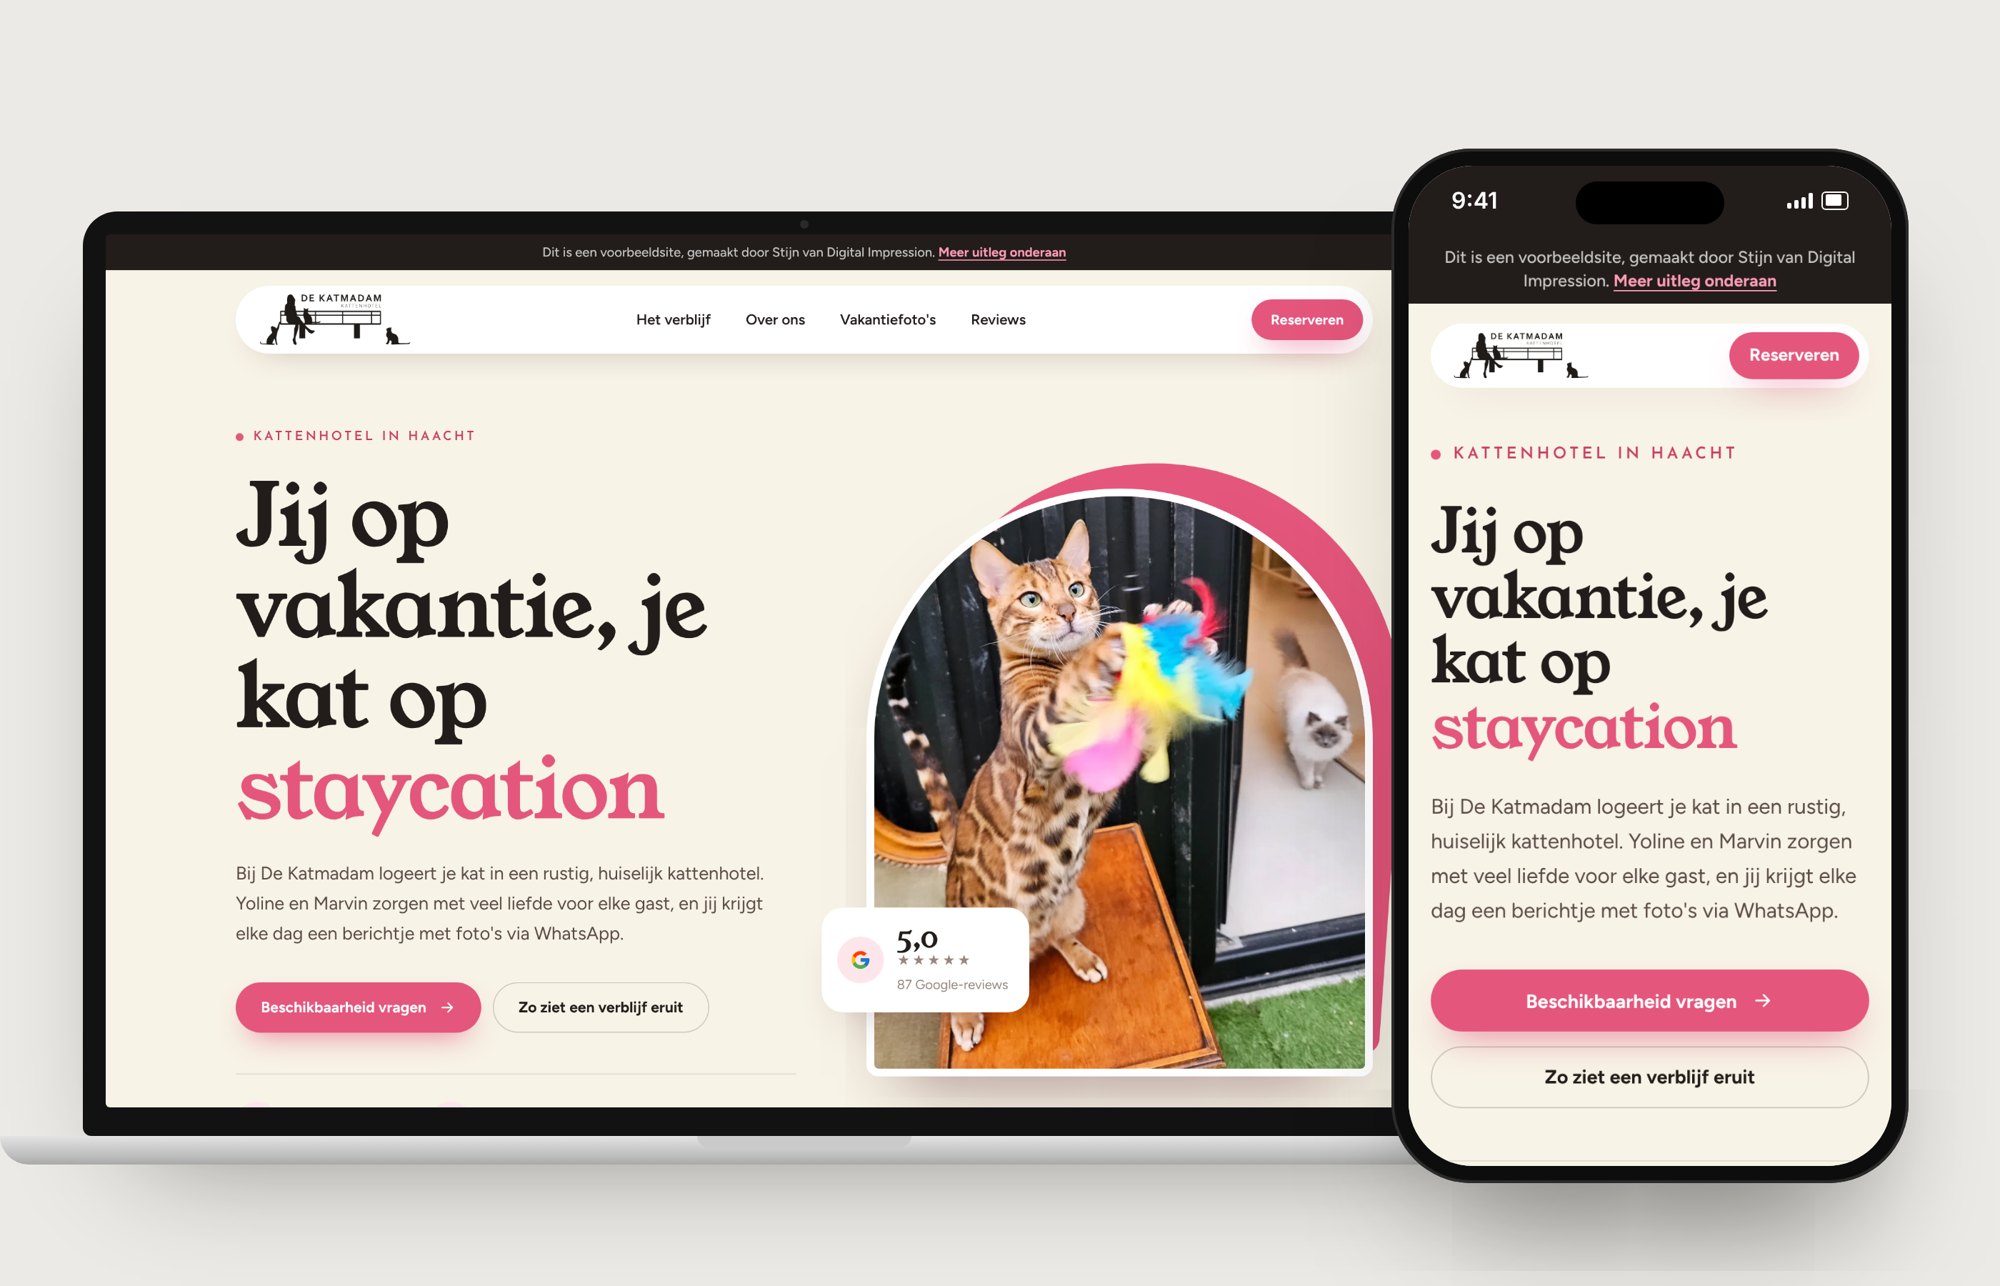 Dit is een voorbeeldsite, gemaakt door Stijn van Digital Impression. Meer uitleg onderaan
DE KATMADAM
KATTENHOTEL
Het verblijf
Over ons
Vakantiefoto's
Reviews
Reserveren
KATTENHOTEL IN HAACHT
Jij op
vakantie, je
kat op
staycation
Bij De Katmadam logeert je kat in een rustig, huiselijk kattenhotel.
Yoline en Marvin zorgen met veel liefde voor elke gast, en jij krijgt
elke dag een berichtje met foto's via WhatsApp.
Beschikbaarheid vragen →
Zo ziet een verblijf eruit
5,0
★★★★★
87 Google-reviews
9:41
Dit is een voorbeeldsite, gemaakt door Stijn van Digital
Impression. Meer uitleg onderaan
DE KATMADAM
KATTENHOTEL
Reserveren
KATTENHOTEL IN HAACHT
Jij op
vakantie, je
kat op
staycation
Bij De Katmadam logeert je kat in een rustig,
huiselijk kattenhotel. Yoline en Marvin zorgen
met veel liefde voor elke gast, en jij krijgt elke
dag een berichtje met foto's via WhatsApp.
Beschikbaarheid vragen →
Zo ziet een verblijf eruit